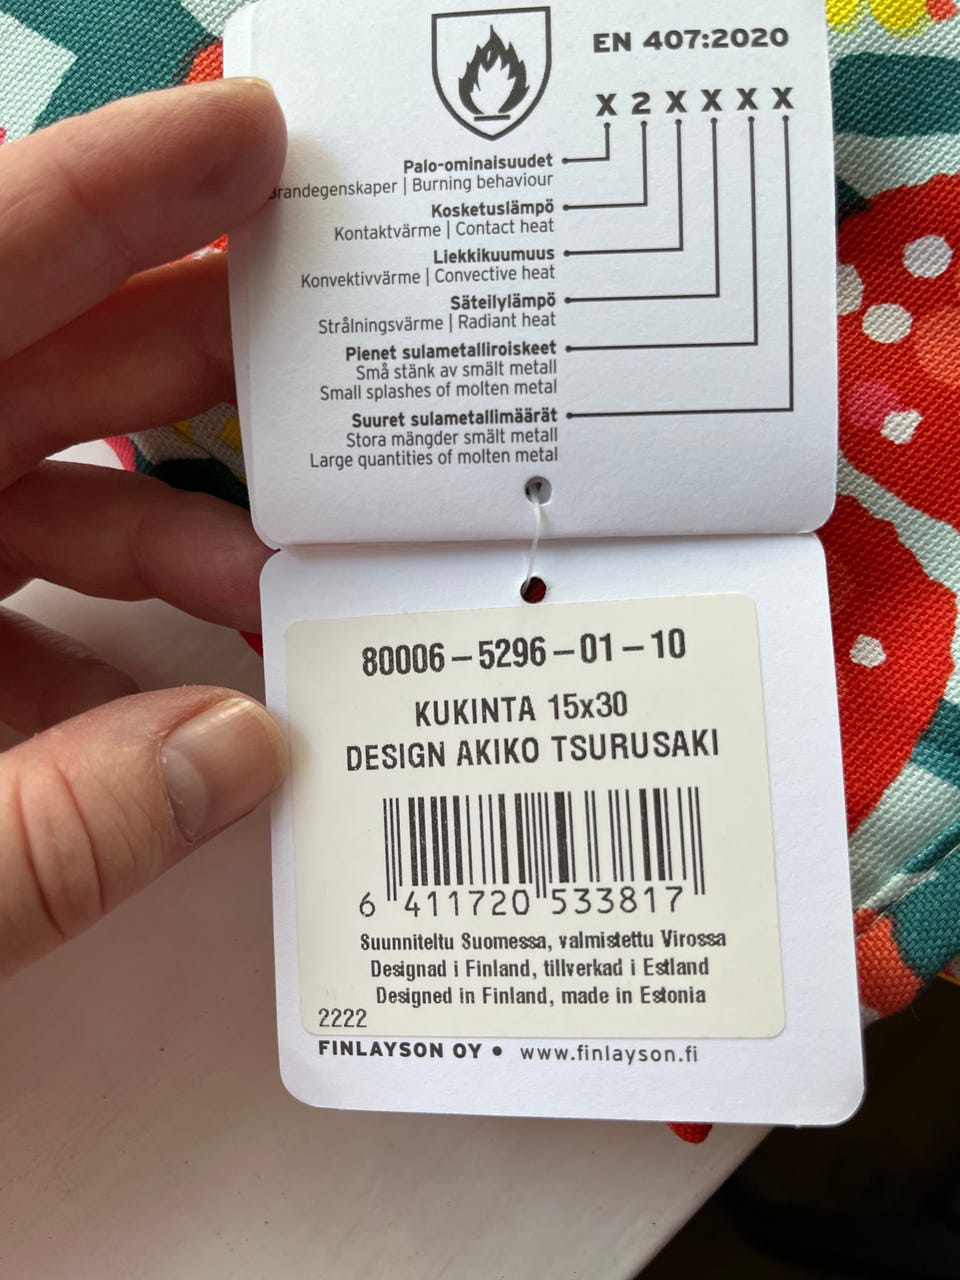 EN 407:2020
X 2 X X X X
Palo-ominaisuudet
Brandegenskaper | Burning behaviour
Kosketuslämpö
Kontaktvärme | Contact heat
Liekkikuumuus
Konvektivvärme | Convective heat
Säteilylämpö
Strålningsvärme | Radiant heat
Pienet sulametalliroiskeet
Små stänk av smält metall
Small splashes of molten metal
Suuret sulametallimäärät
Stora mängder smält metall
Large quantities of molten metal
80006-5296-01-10
KUKINTA 15x30
DESIGN AKIKO TSURUSAKI
6 411720 533817
Suunniteltu Suomessa, valmistettu Virossa
Designad i Finland, tillverkad i Estland
Designed in Finland, made in Estonia
2222
FINLAYSON OY • www.finlayson.fi